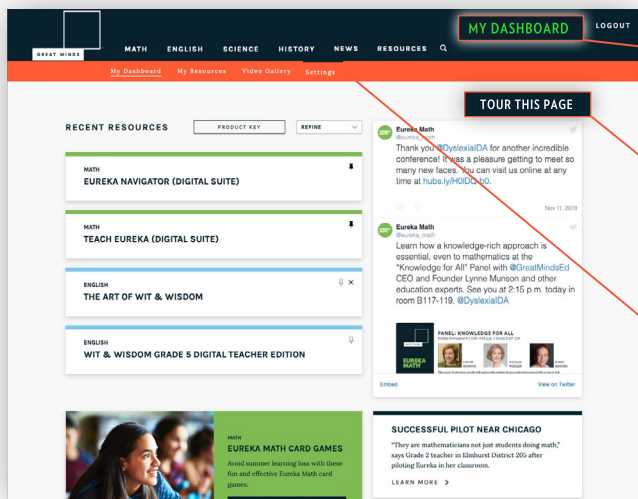 MY DASHBOARD
LOGOUT
GREAT MINDS
MATH ENGLISH SCIENCE HISTORY NEWS RESOURCES
My Dashboard My Resources Video Gallery Settings
TOUR THIS PAGE
RECENT RESOURCES
PRODUCT KEY
REFINE
MATH
EUREKA NAVIGATOR (DIGITAL SUITE)
MATH
TEACH EUREKA (DIGITAL SUITE)
ENGLISH
THE ART OF WIT & WISDOM
ENGLISH
WIT & WISDOM GRADE 5 DIGITAL TEACHER EDITION
Eureka Math
@eureka_math
Thank you @DyslexiaIDA for another incredible
conference! It was a pleasure getting to meet so
many new faces. You can visit us online at any
time at hubs.ly/H0lDQ-b0.
Nov 11, 2019
Eureka Math
@eureka_math
Learn how a knowledge-rich approach is
essential, even to mathematics at the
"Knowledge for All" Panel with @GreatMindsEd
CEO and Founder Lynne Munson and other
education experts. See you at 2:15 p.m. today in
room B117-119. @DyslexiaIDA
PANEL: KNOWLEDGE FOR ALL
EUREKA
MATH
Embed
View on Twitter
MATH
EUREKA MATH CARD GAMES
Avoid summer learning loss with these
fun and effective Eureka Math card
games.
SUCCESSFUL PILOT NEAR CHICAGO
"They are mathematicians not just students doing math,"
says Grade 2 teacher in Elmhurst District 205 after
piloting Eureka in her classroom.
LEARN MORE